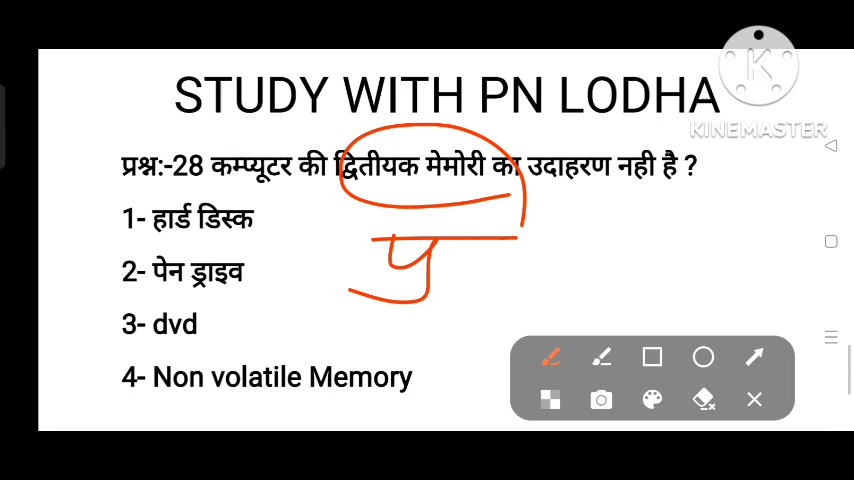 STUDY WITH PN LODHA
KINEMASTER
प्रश्न:-28 कम्प्यूटर की द्वितीयक मेमोरी का उदाहरण नही है ?
1- हार्ड डिस्क
2- पेन ड्राइव
3- dvd
4- Non volatile Memory